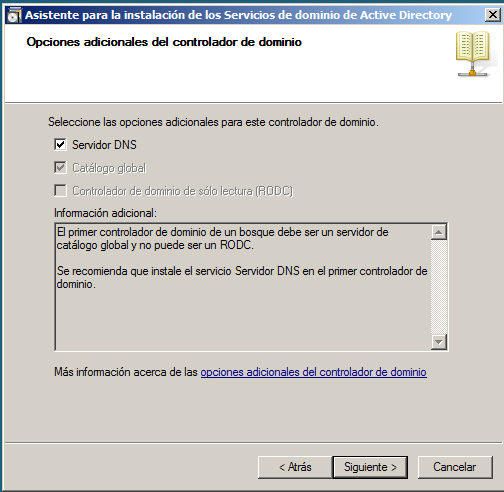 Asistente para la instalación de los Servicios de dominio de Active Directory
Opciones adicionales del controlador de dominio
Seleccione las opciones adicionales para este controlador de dominio.
Servidor DNS
Catálogo global
Controlador de dominio de sólo lectura (RODC)
Información adicional:
El primer controlador de dominio de un bosque debe ser un servidor de
catálogo global y no puede ser un RODC.
Se recomienda que instale el servicio Servidor DNS en el primer controlador de
dominio.
Más información acerca de las opciones adicionales del controlador de dominio
< Atrás
Siguiente >
Cancelar